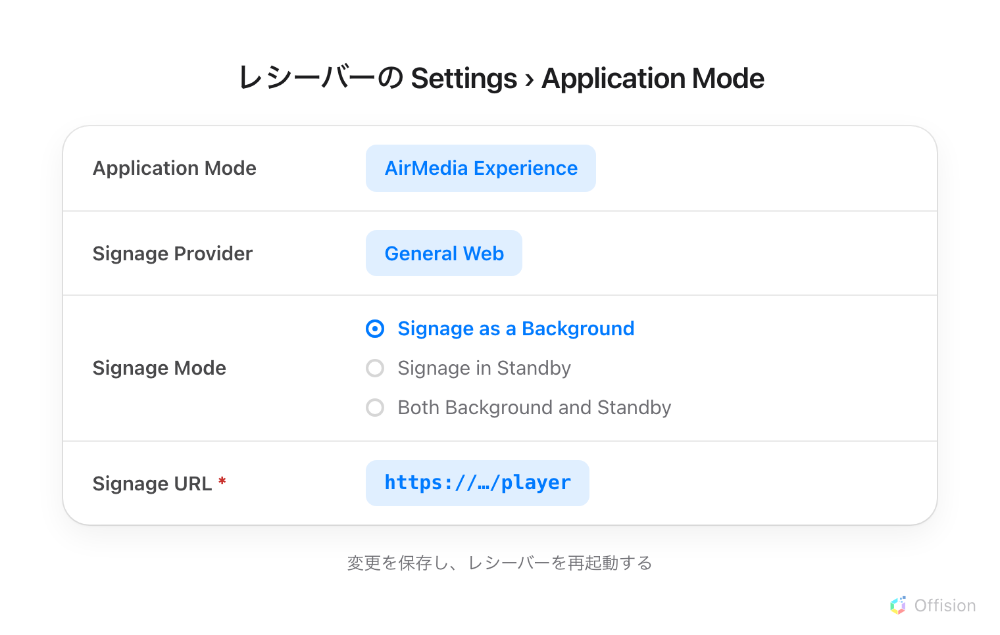 レシーバーの Settings › Application Mode
Application Mode
AirMedia Experience
Signage Provider
General Web
Signage Mode
Signage as a Background
Signage in Standby
Both Background and Standby
Signage URL *
https://…/player
変更を保存し、レシーバーを再起動する
Offision